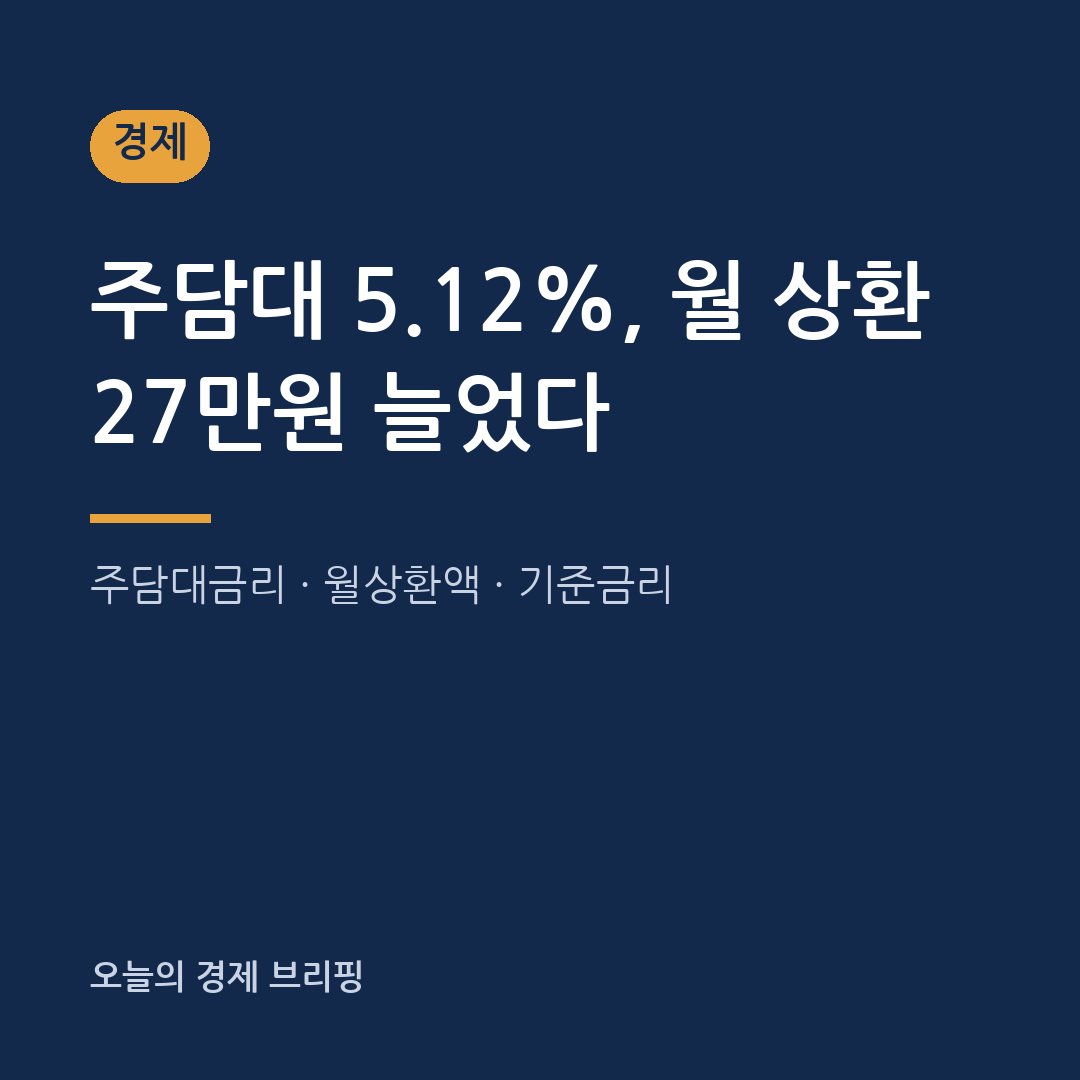 경제
주담대 5.12%, 월 상환
27만원 늘었다
주담대금리 · 월상환액 · 기준금리
오늘의 경제 브리핑